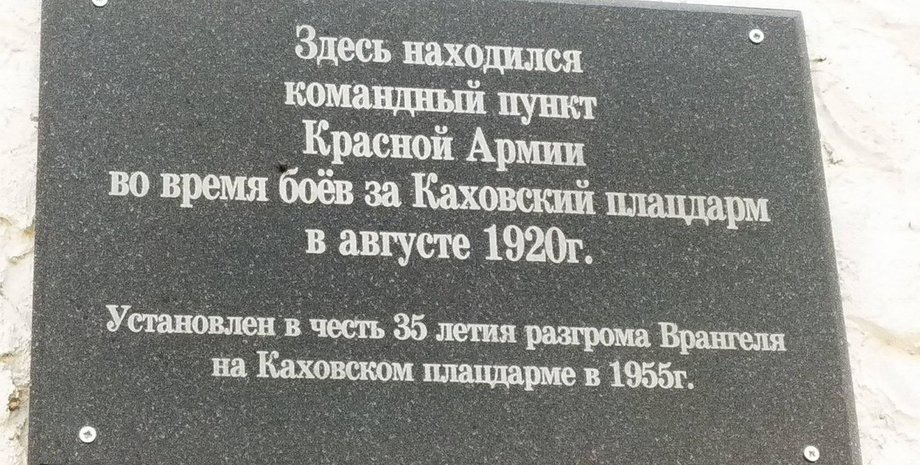 Здесь находился
командный пункт
Красной Армии
во время боёв за Каховский плацдарм
в августе 1920г.
Установлен в честь 35 летия разгрома Врангеля
на Каховском плацдарме в 1955г.